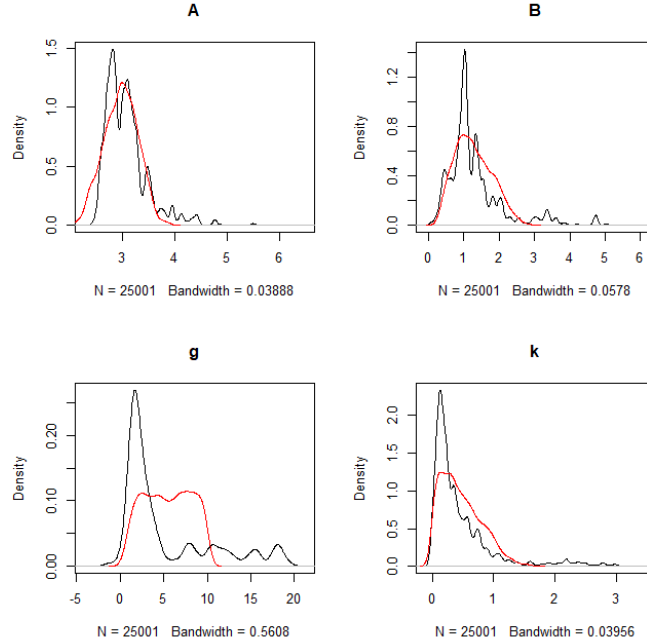 A
Density
0.0 0.5 1.0 1.5
3 4 5 6
N = 25001 Bandwidth = 0.03888
B
Density
0.0 0.4 0.8 1.2
0 1 2 3 4 5 6
N = 25001 Bandwidth = 0.0578
g
Density
0.00 0.10 0.20
-5 0 5 10 15 20
N = 25001 Bandwidth = 0.5608
k
Density
0.0 0.5 1.0 1.5 2.0
0 1 2 3
N = 25001 Bandwidth = 0.03956